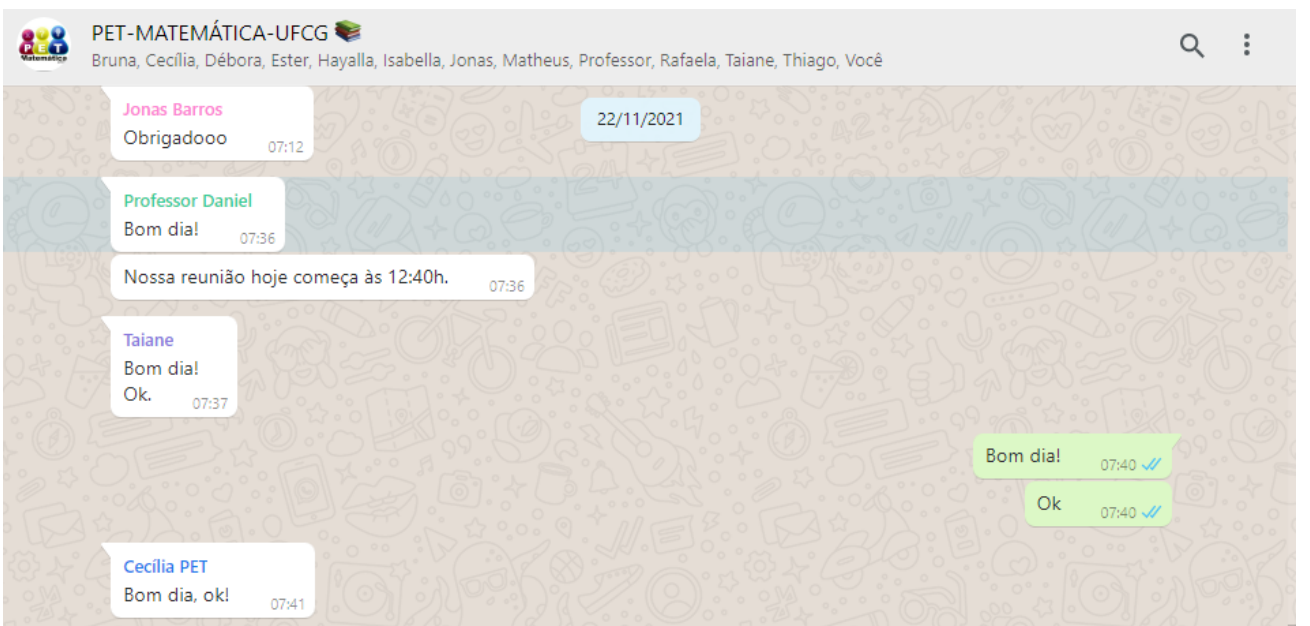 PET-MATEMÁTICA-UFCG 📚
Bruna, Cecília, Débora, Ester, Hayalla, Isabella, Jonas, Matheus, Professor, Rafaela, Taiane, Thiago, Você
PET
Matemática
22/11/2021
Jonas Barros
Obrigadooo 07:12
Professor Daniel
Bom dia! 07:36
Nossa reunião hoje começa às 12:40h. 07:36
Taiane
Bom dia!
Ok. 07:37
Bom dia! 07:40
Ok 07:40
Cecília PET
Bom dia, ok! 07:41